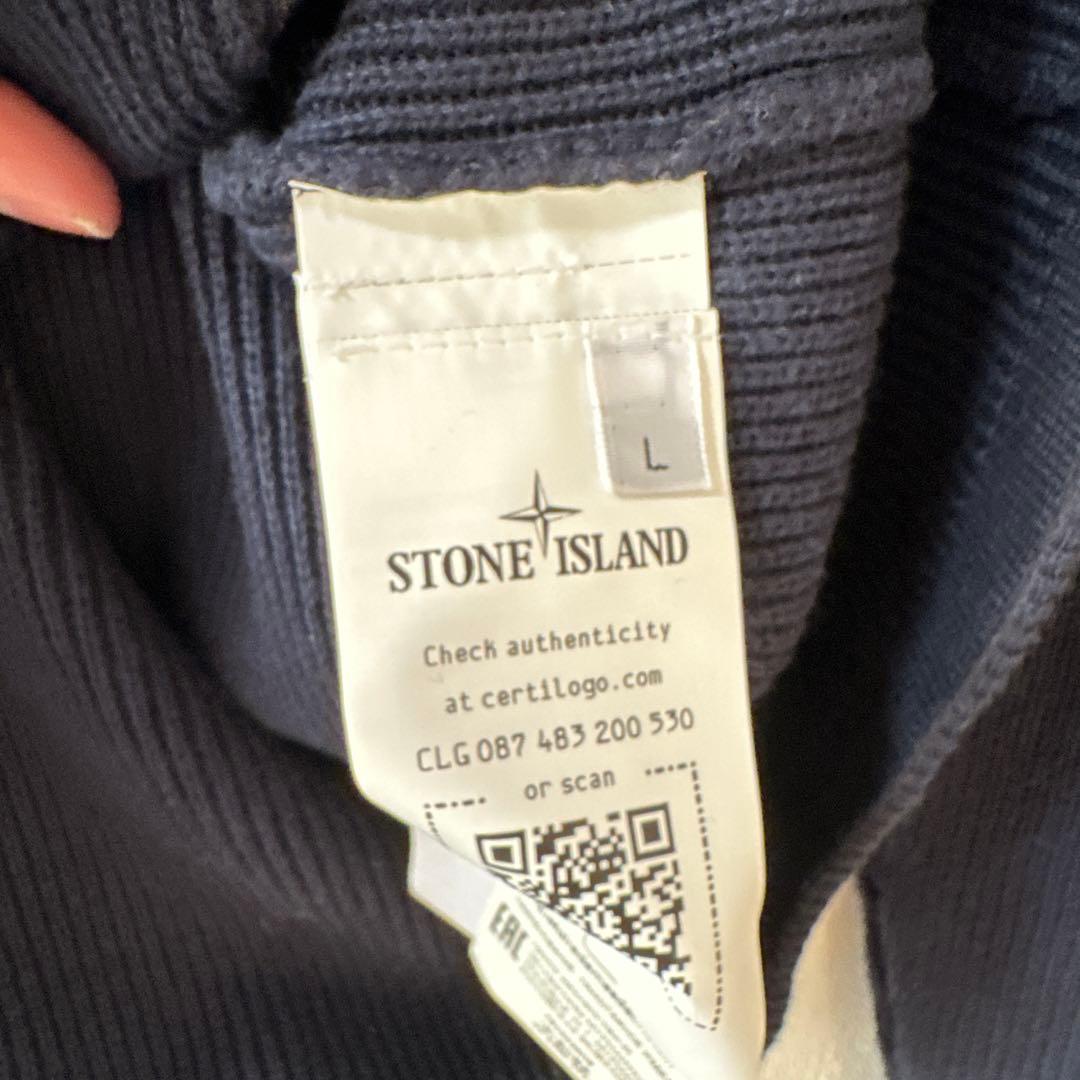 L
STONE ISLAND
Check authenticity
at certilogo.com
CLG 087 483 200 530
or scan
EAC